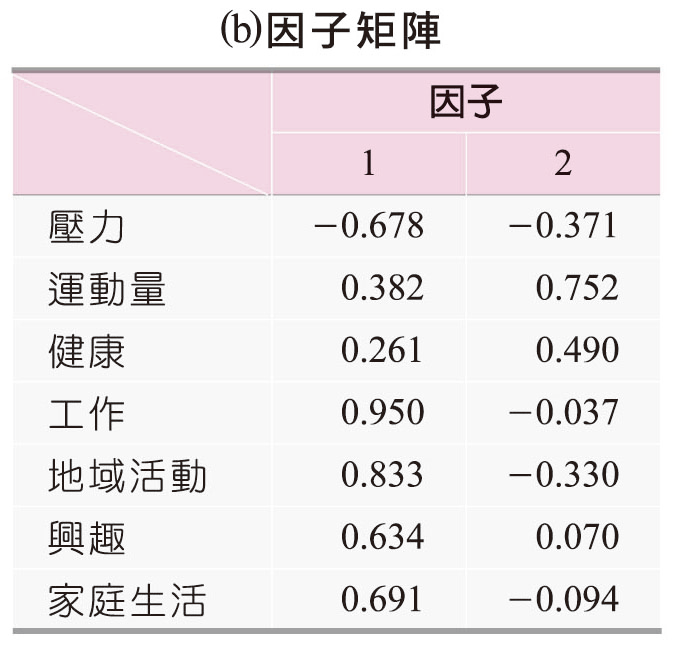 (b)因子矩陣
因子
1 2
壓力 −0.678 −0.371
運動量 0.382 0.752
健康 0.261 0.490
工作 0.950 −0.037
地域活動 0.833 −0.330
興趣 0.634 0.070
家庭生活 0.691 −0.094